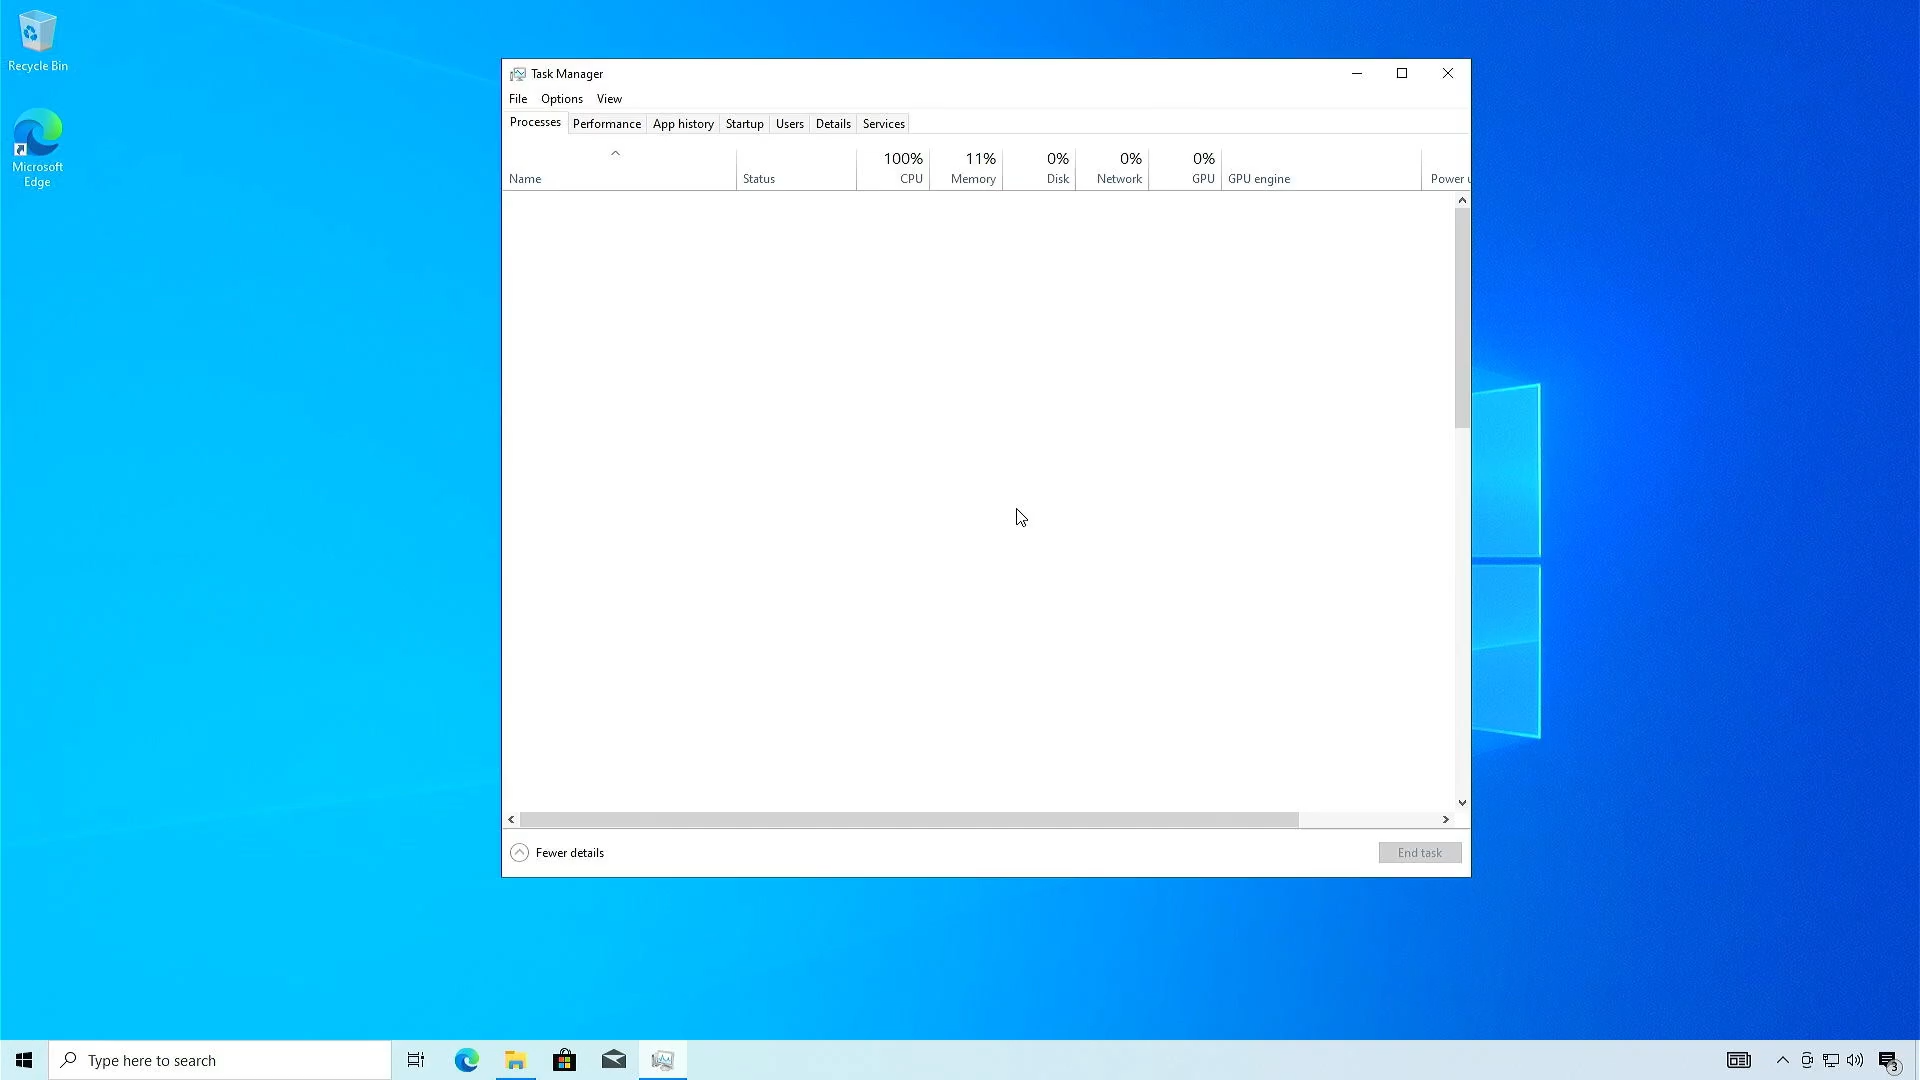 Recycle Bin
Microsoft
Edge
Task Manager
File Options View
Processes Performance App history Startup Users Details Services
100% 11% 0% 0% 0%
Name Status CPU Memory Disk Network GPU GPU engine Power u
Fewer details End task
Type here to search
3